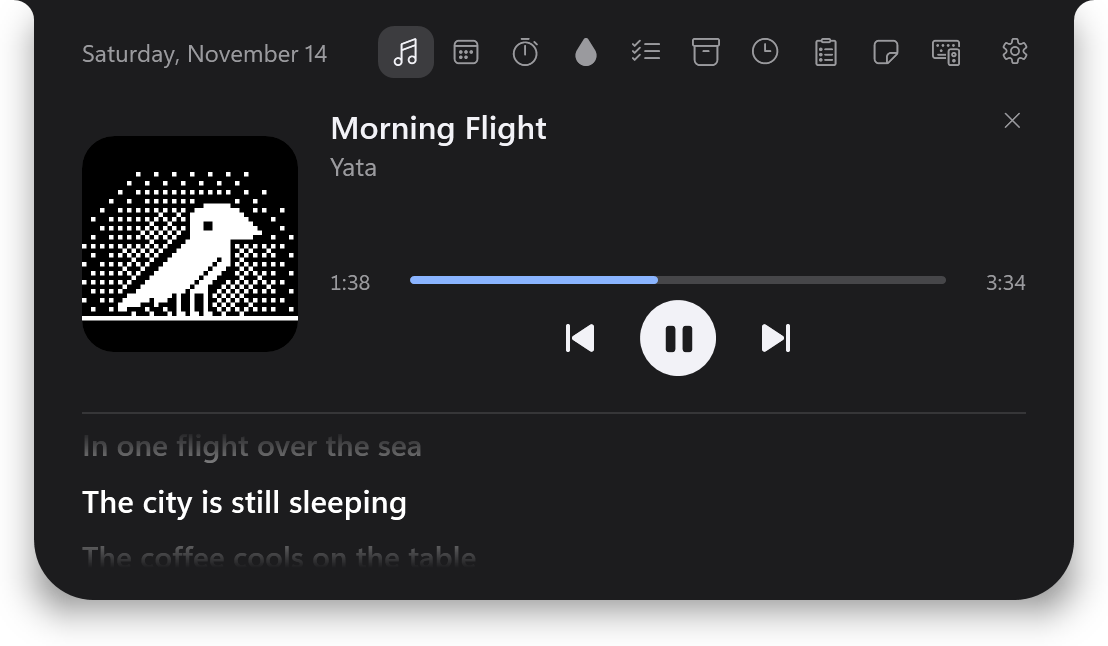 Saturday, November 14
Morning Flight
Yata
1:38
3:34
In one flight over the sea
The city is still sleeping
The coffee cools on the table